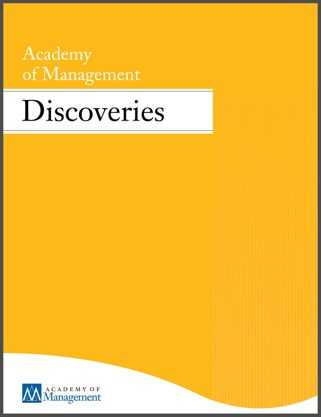 Academy
of Management
Discoveries
ACADEMY OF
Management